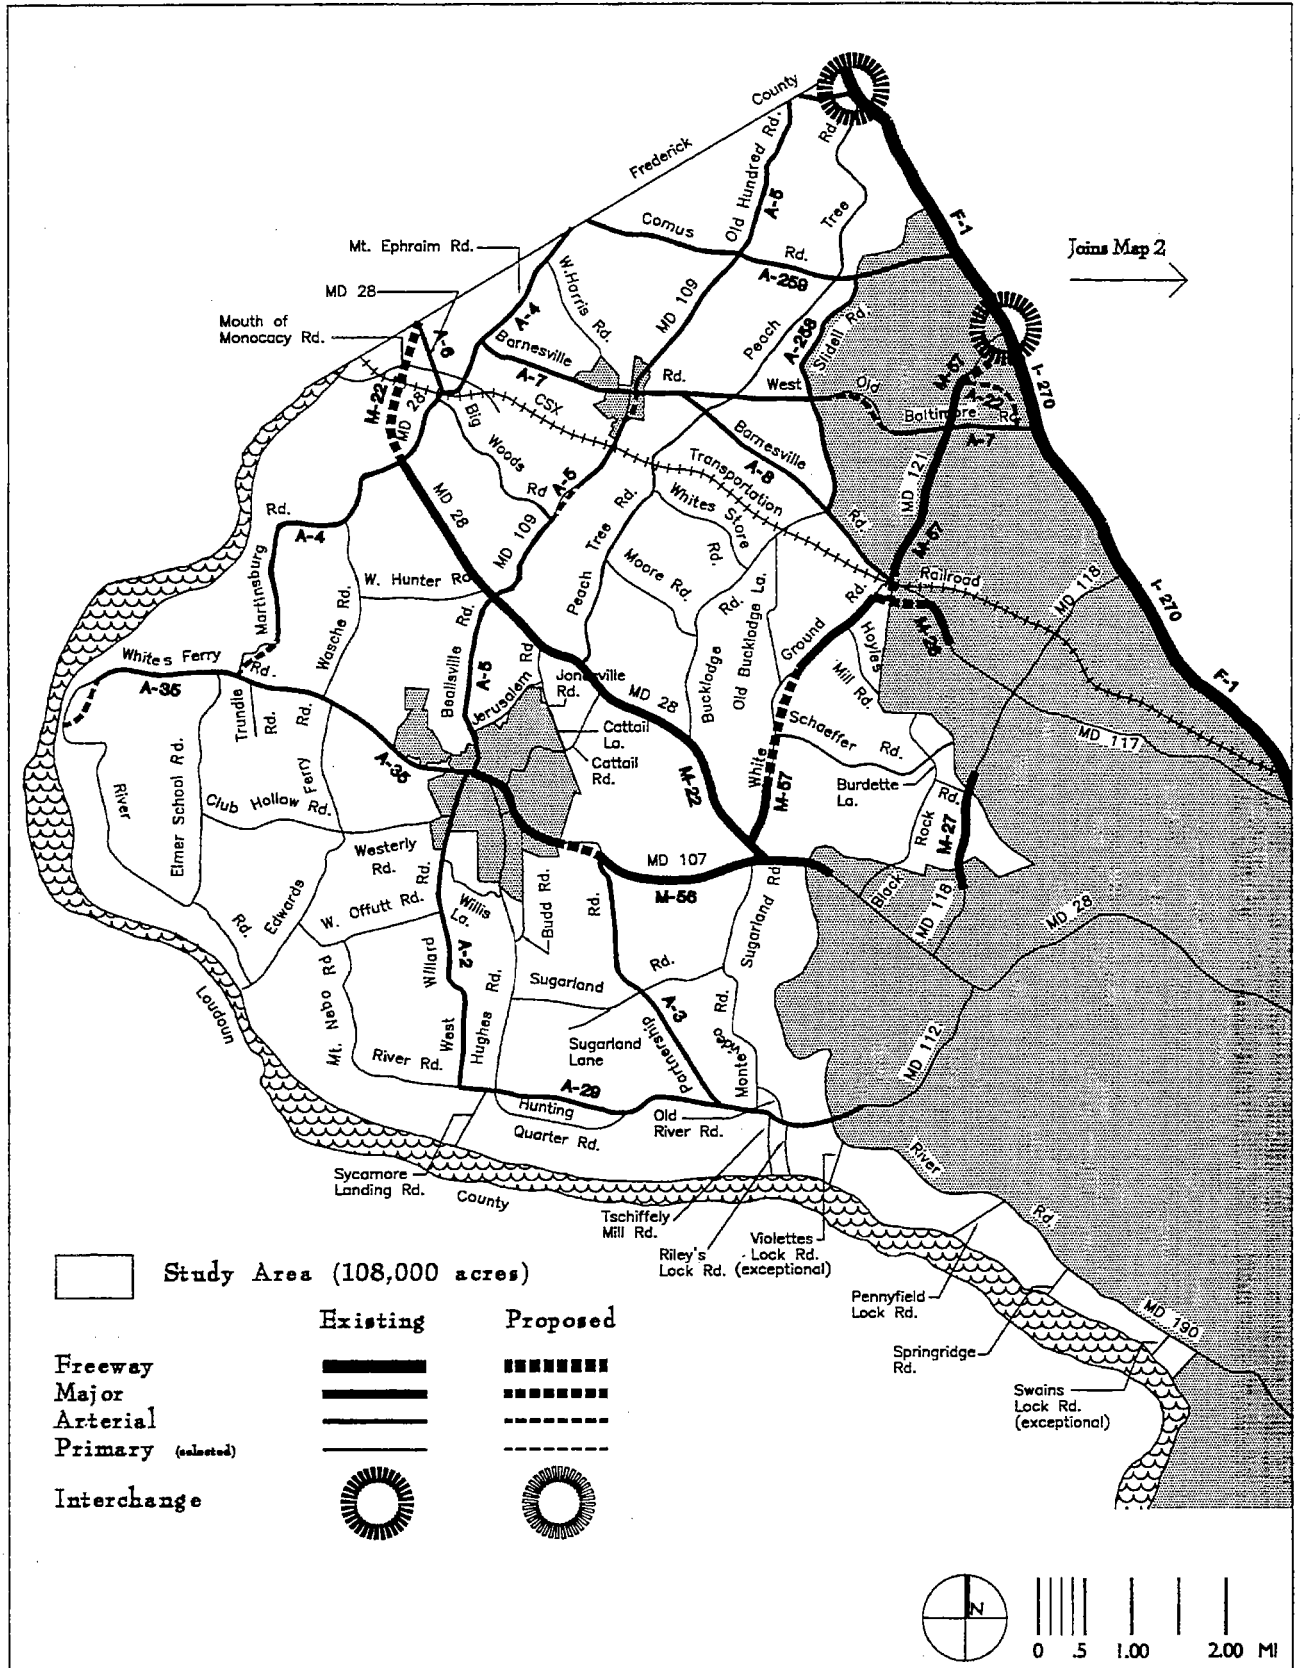 County
Frederick
Old Hundred Rd.
A-5
Rd.
Tree
Peach
F-1
Joins Map 2
Comus
Rd.
A-259
Mt. Ephraim Rd.
W. Harris Rd.
MD 109
MD 28
Mouth of
Monocacy Rd.
A-6
A-4
Barnesville
A-7
Rd.
West
A-258
Slidell Rd.
Old
Baltimore Rd.
A-7
M-57
A-22
I-270
M-22
MD 28
Big
Woods
Rd
CSX
Transportation
Railroad
Barnesville
A-8
Rd.
MD 121
M-57
MD 28
A-5
MD 109
Peach Tree Rd.
Whites Store
Rd.
Moore Rd.
Rd.
Bucklodge
Old Bucklodge La.
Rd.
Ground
White
M-57
Hoyles
Mill Rd.
M-26
MD 118
I-270
F-1
MD 117
Rd.
A-4
Martinsburg
Rd.
W. Hunter Rd
Wasche Rd.
Whites Ferry
A-35
Trundle
Rd.
Rd.
Ferry
Beallsville
Rd.
A-5
Jerusalem
Rd
Jonesville
Rd.
Cattail
La.
Cattail
Rd.
MD 28
M-22
Schaeffer
Rd.
Burdette
La.
Rd.
Rock
M-27
Black
MD 118
MD 28
A-35
River
Elmer School Rd.
Club Hollow Rd.
Westerly
Rd.
Rd.
W. Offutt Rd.
Edwards
Rd.
Willis
La.
Budd Rd.
Rd.
MD 107
M-56
Sugarland Rd
Loudoun
Mt. Nebo Rd
Willard
A-2
West
Hughes
Rd.
Sugarland
Rd.
Sugarland
Lane
A-3
Partnership
Montevideo
Rd.
MD 112
River Rd.
A-29
Hunting
Quarter Rd.
Old
River Rd.
River
Rd.
Sycamore
Landing Rd.
County
Tschiffely
Mill Rd.
Riley's
Lock Rd.
Violettes
Lock Rd.
(exceptional)
Pennyfield
Lock Rd.
Springridge
Rd.
MD 190
Swains
Lock Rd.
(exceptional)
Study Area (108,000 acres)
Existing Proposed
Freeway
Major
Arterial
Primary (selected)
Interchange
N
0 .5 1.00 2.00 MI